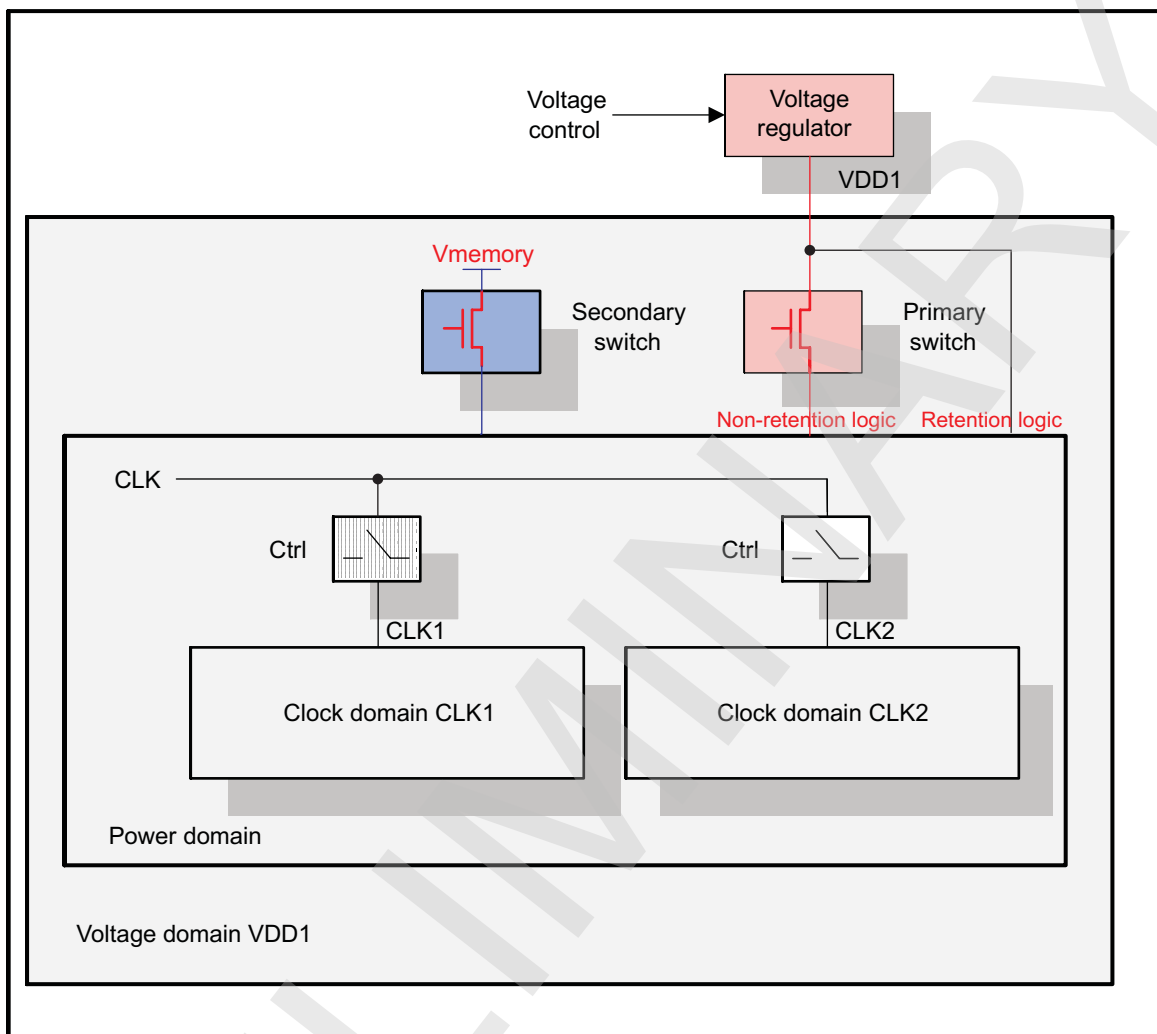 Voltage
control
Voltage
regulator
VDD1
Vmemory
Secondary
switch
Primary
switch
Non-retention logic
Retention logic
CLK
Ctrl
Ctrl
CLK1
CLK2
Clock domain CLK1
Clock domain CLK2
Power domain
Voltage domain VDD1
LIMINARY